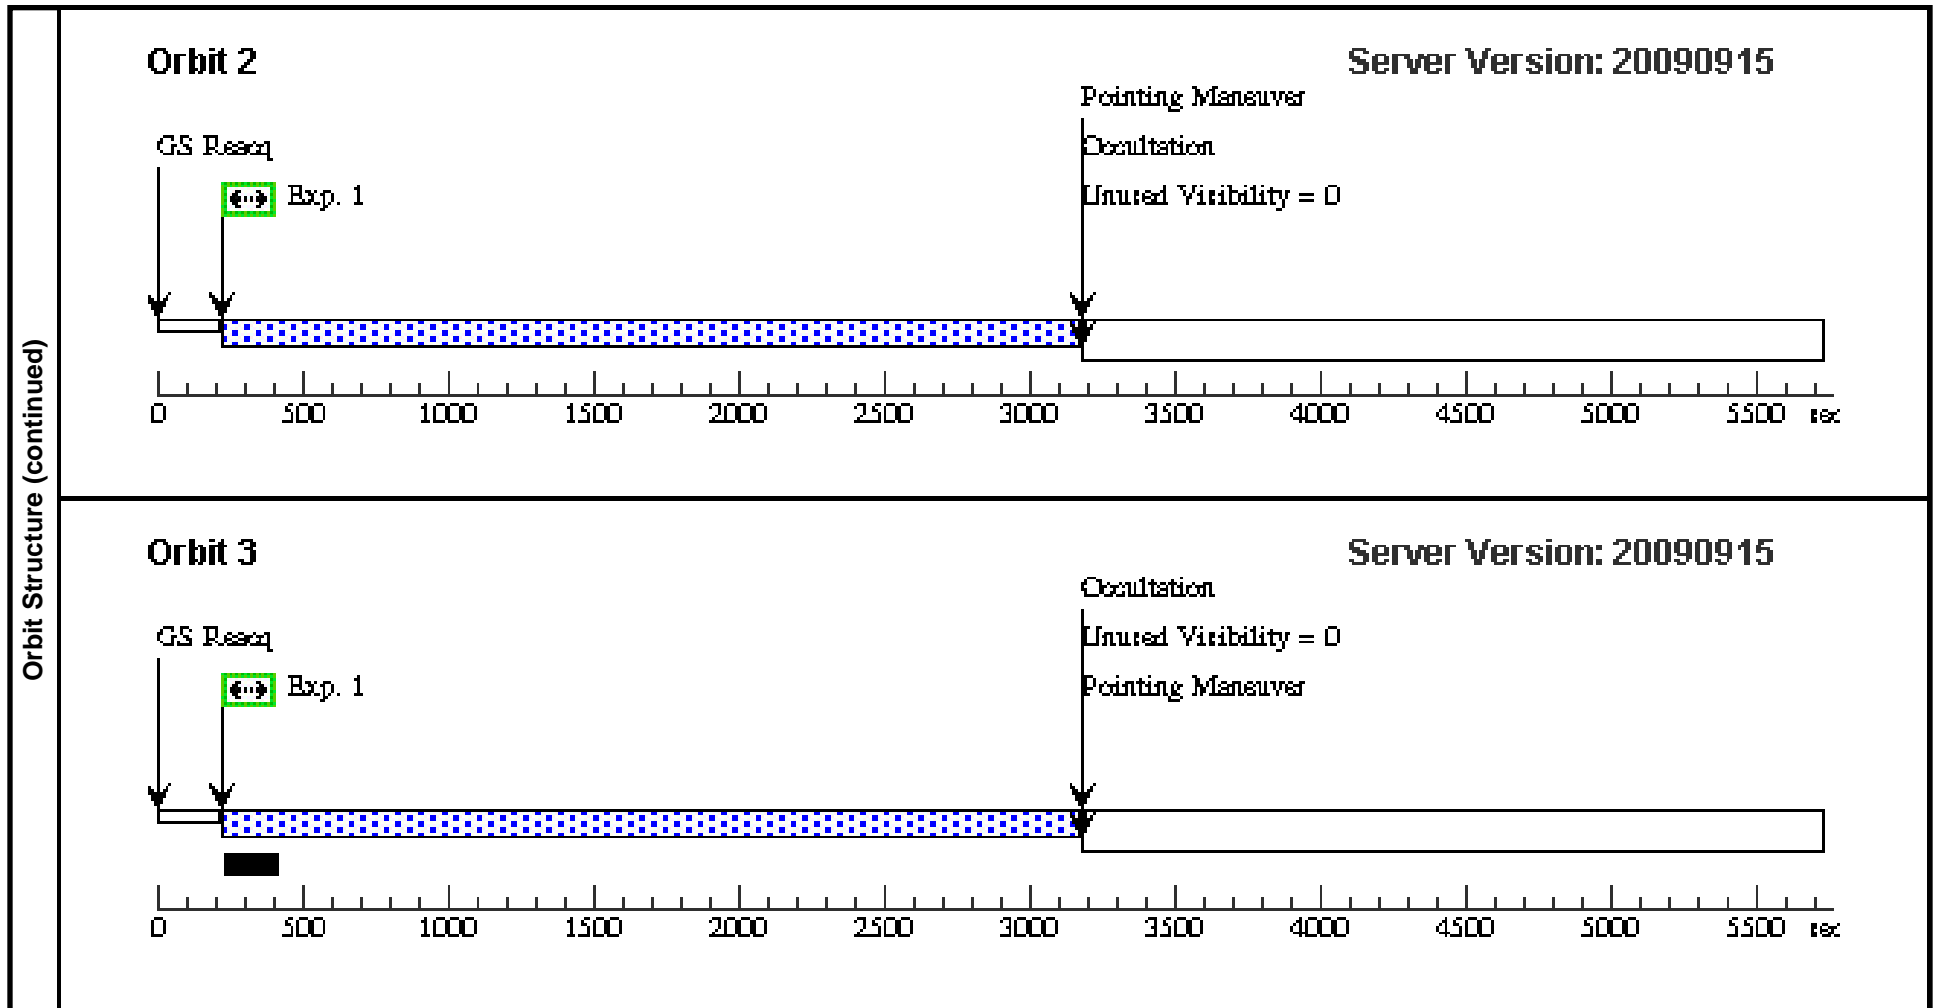 Orbit Structure (continued)
Orbit 2
Server Version: 20090915
Pointing Maneuver
GS Reacq
Occultation
Exp. 1
Unused Visibility = 0
0 500 1000 1500 2000 2500 3000 3500 4000 4500 5000 5500 sec
Orbit 3
Server Version: 20090915
Occultation
GS Reacq
Unused Visibility = 0
Exp. 1
Pointing Maneuver
0 500 1000 1500 2000 2500 3000 3500 4000 4500 5000 5500 sec